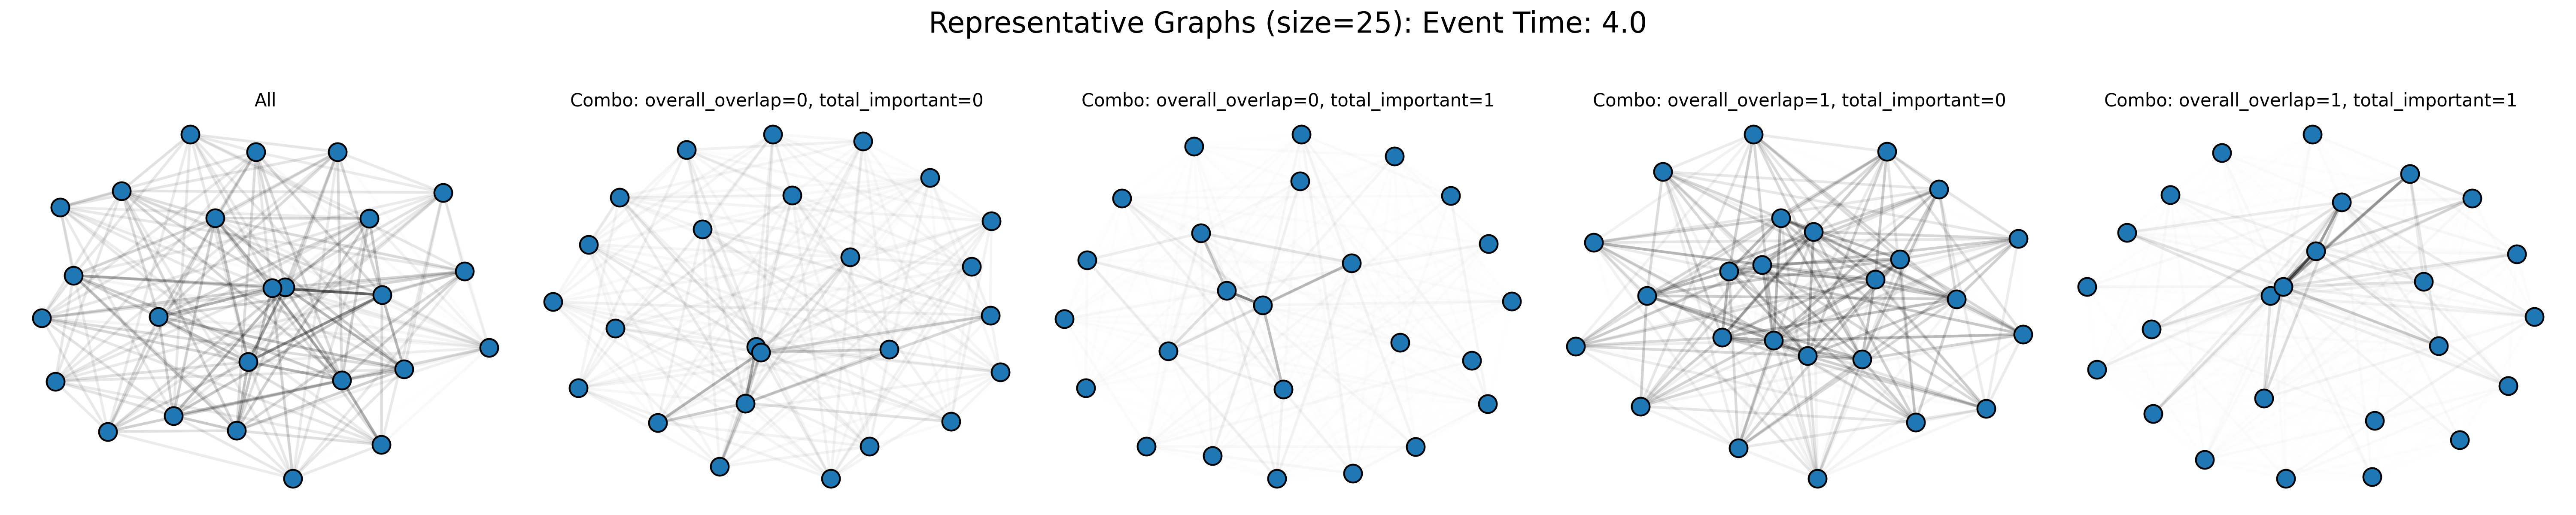 Representative Graphs (size=25): Event Time: 4.0
All
Combo: overall_overlap=0, total_important=0
Combo: overall_overlap=0, total_important=1
Combo: overall_overlap=1, total_important=0
Combo: overall_overlap=1, total_important=1